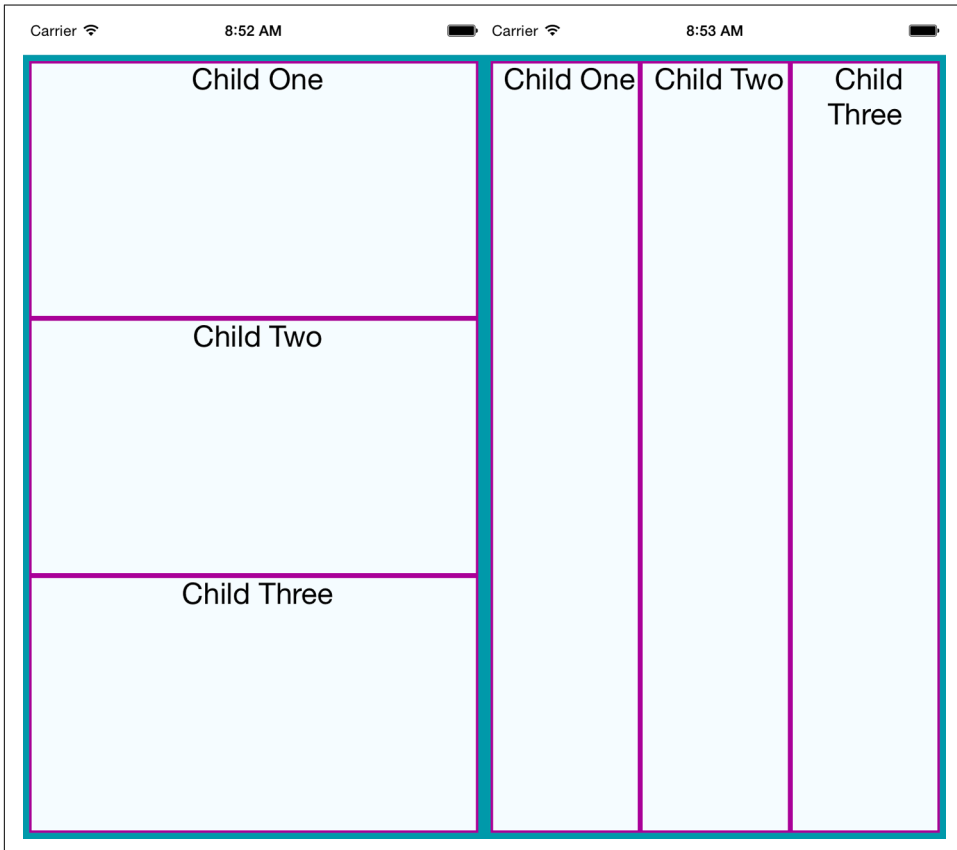 Carrier
8:52 AM
Child One
Child Two
Child Three
Carrier
8:53 AM
Child One
Child Two
Child
Three